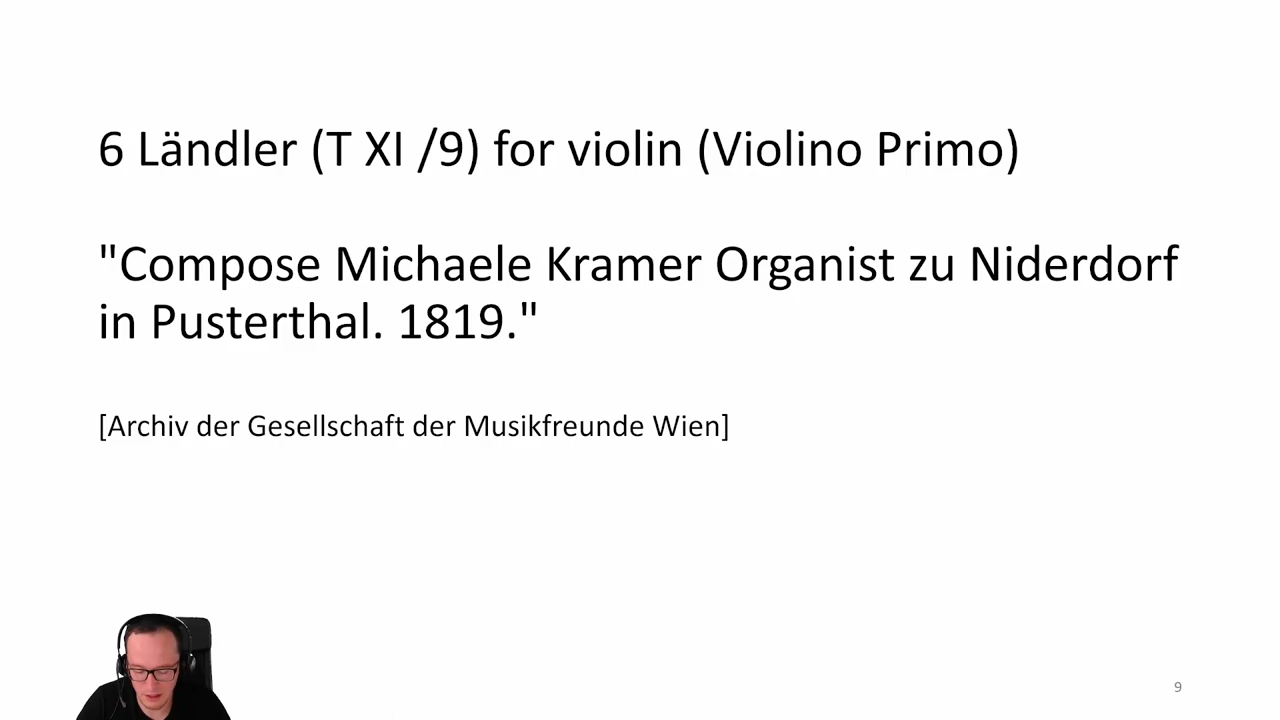 6 Ländler (T XI /9) for violin (Violino Primo)
"Compose Michaele Kramer Organist zu Niderdorf
in Pusterthal. 1819."
[Archiv der Gesellschaft der Musikfreunde Wien]
9